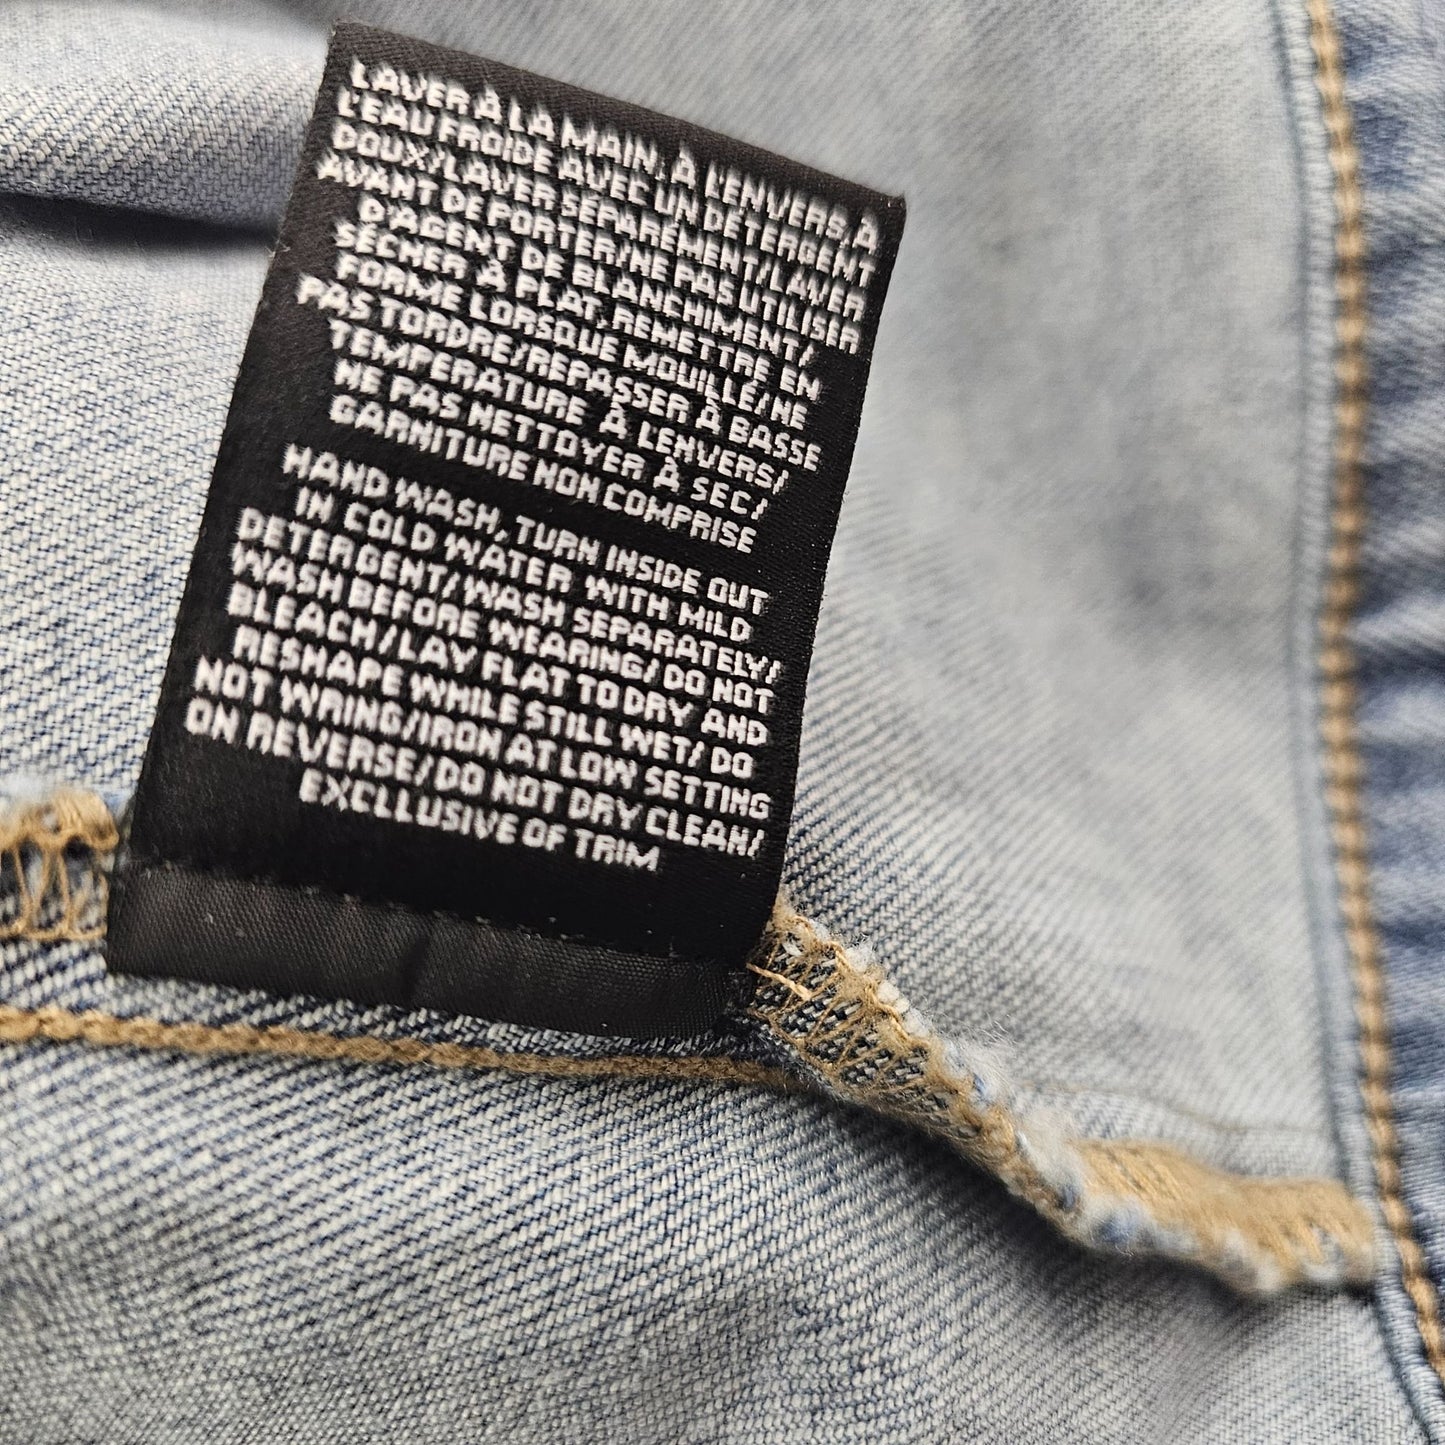 LAVER À LA MAIN, À L'ENVERS, À
L'EAU FROIDE AVEC UN DÉTERGENT
DOUX/LAVER SÉPARÉMENT/LAVER
AVANT DE PORTER/NE PAS UTILISER
D'AGENT DE BLANCHIMENT/
SÉCHER À PLAT, REMETTRE EN
FORME LORSQUE MOUILLÉ/NE
PAS TORDRE/REPASSER À BASSE
TEMPERATURE À L'ENVERS/
NE PAS NETTOYER À SEC/
GARNITURE NON COMPRISE
HAND WASH, TURN INSIDE OUT
IN COLD WATER WITH MILD
DETERGENT/WASH SEPARATELY/
WASH BEFORE WEARING/DO NOT
BLEACH/LAY FLAT TO DRY AND
RESHAPE WHILE STILL WET/DO
NOT WRING/IRON AT LOW SETTING
ON REVERSE/DO NOT DRY CLEAN/
EXCLLUSIVE OF TRIM